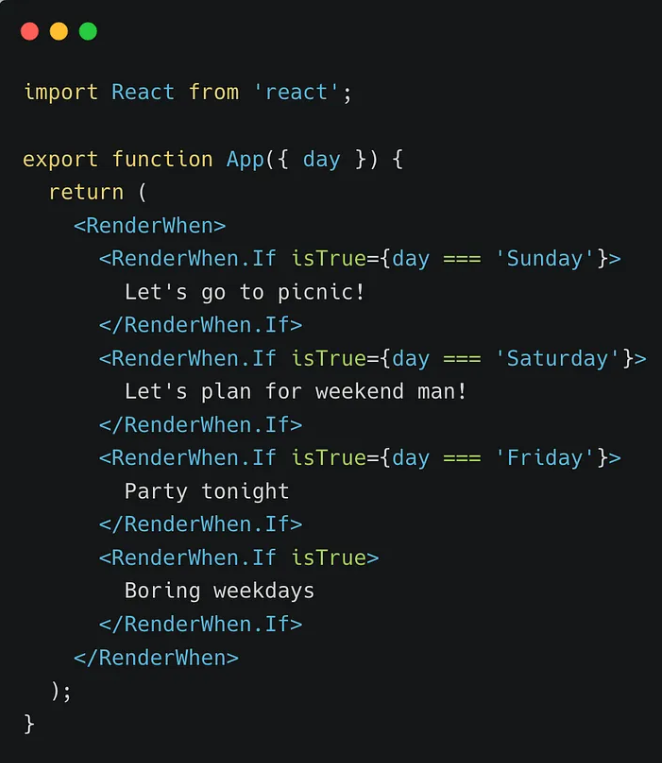 import React from 'react';
export function App({ day }) {
  return (
    <RenderWhen>
      <RenderWhen.If isTrue={day === 'Sunday'}>
        Let's go to picnic!
      </RenderWhen.If>
      <RenderWhen.If isTrue={day === 'Saturday'}>
        Let's plan for weekend man!
      </RenderWhen.If>
      <RenderWhen.If isTrue={day === 'Friday'}>
        Party tonight
      </RenderWhen.If>
      <RenderWhen.If isTrue>
        Boring weekdays
      </RenderWhen.If>
    </RenderWhen>
  );
}